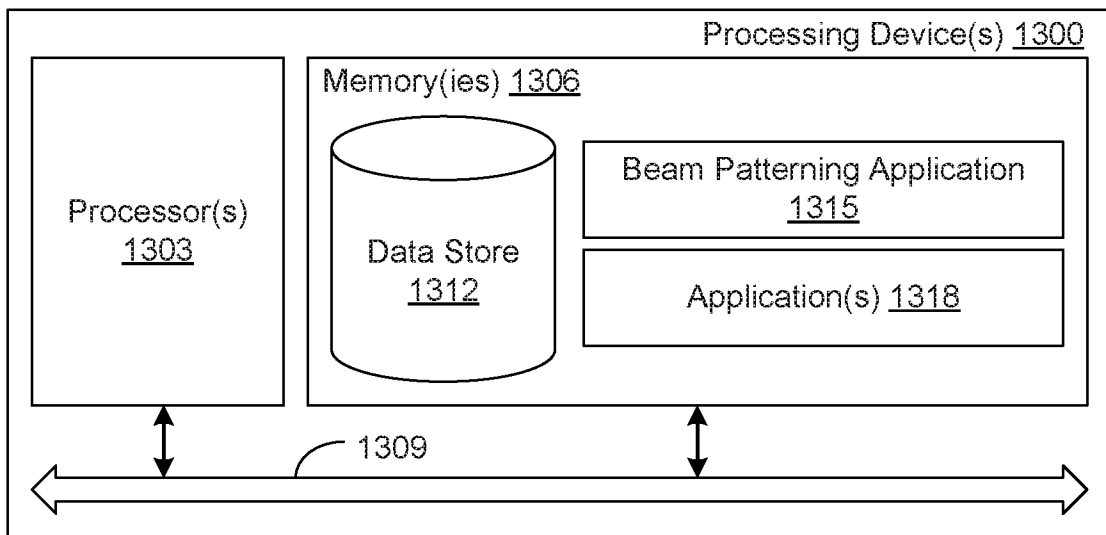 Processing Device(s) 1300
Processor(s)
1303
Memory(ies) 1306
Data Store
1312
Beam Patterning Application
1315
Application(s) 1318
1309